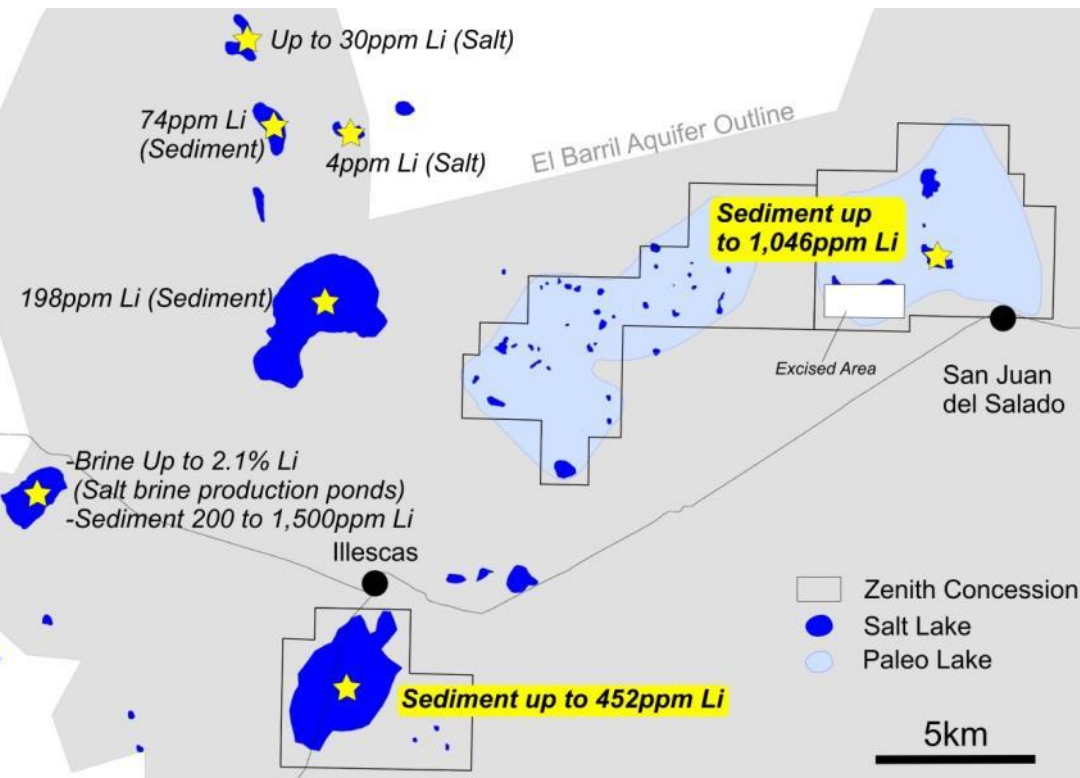 Up to 30ppm Li (Salt)
74ppm Li
(Sediment)
4ppm Li (Salt)
El Barril Aquifer Outline
Sediment up
to 1,046ppm Li
198ppm Li (Sediment)
Excised Area
San Juan
del Salado
-Brine Up to 2.1% Li
(Salt brine production ponds)
-Sediment 200 to 1,500ppm Li
Illescas
Zenith Concession
Salt Lake
Paleo Lake
Sediment up to 452ppm Li
5km